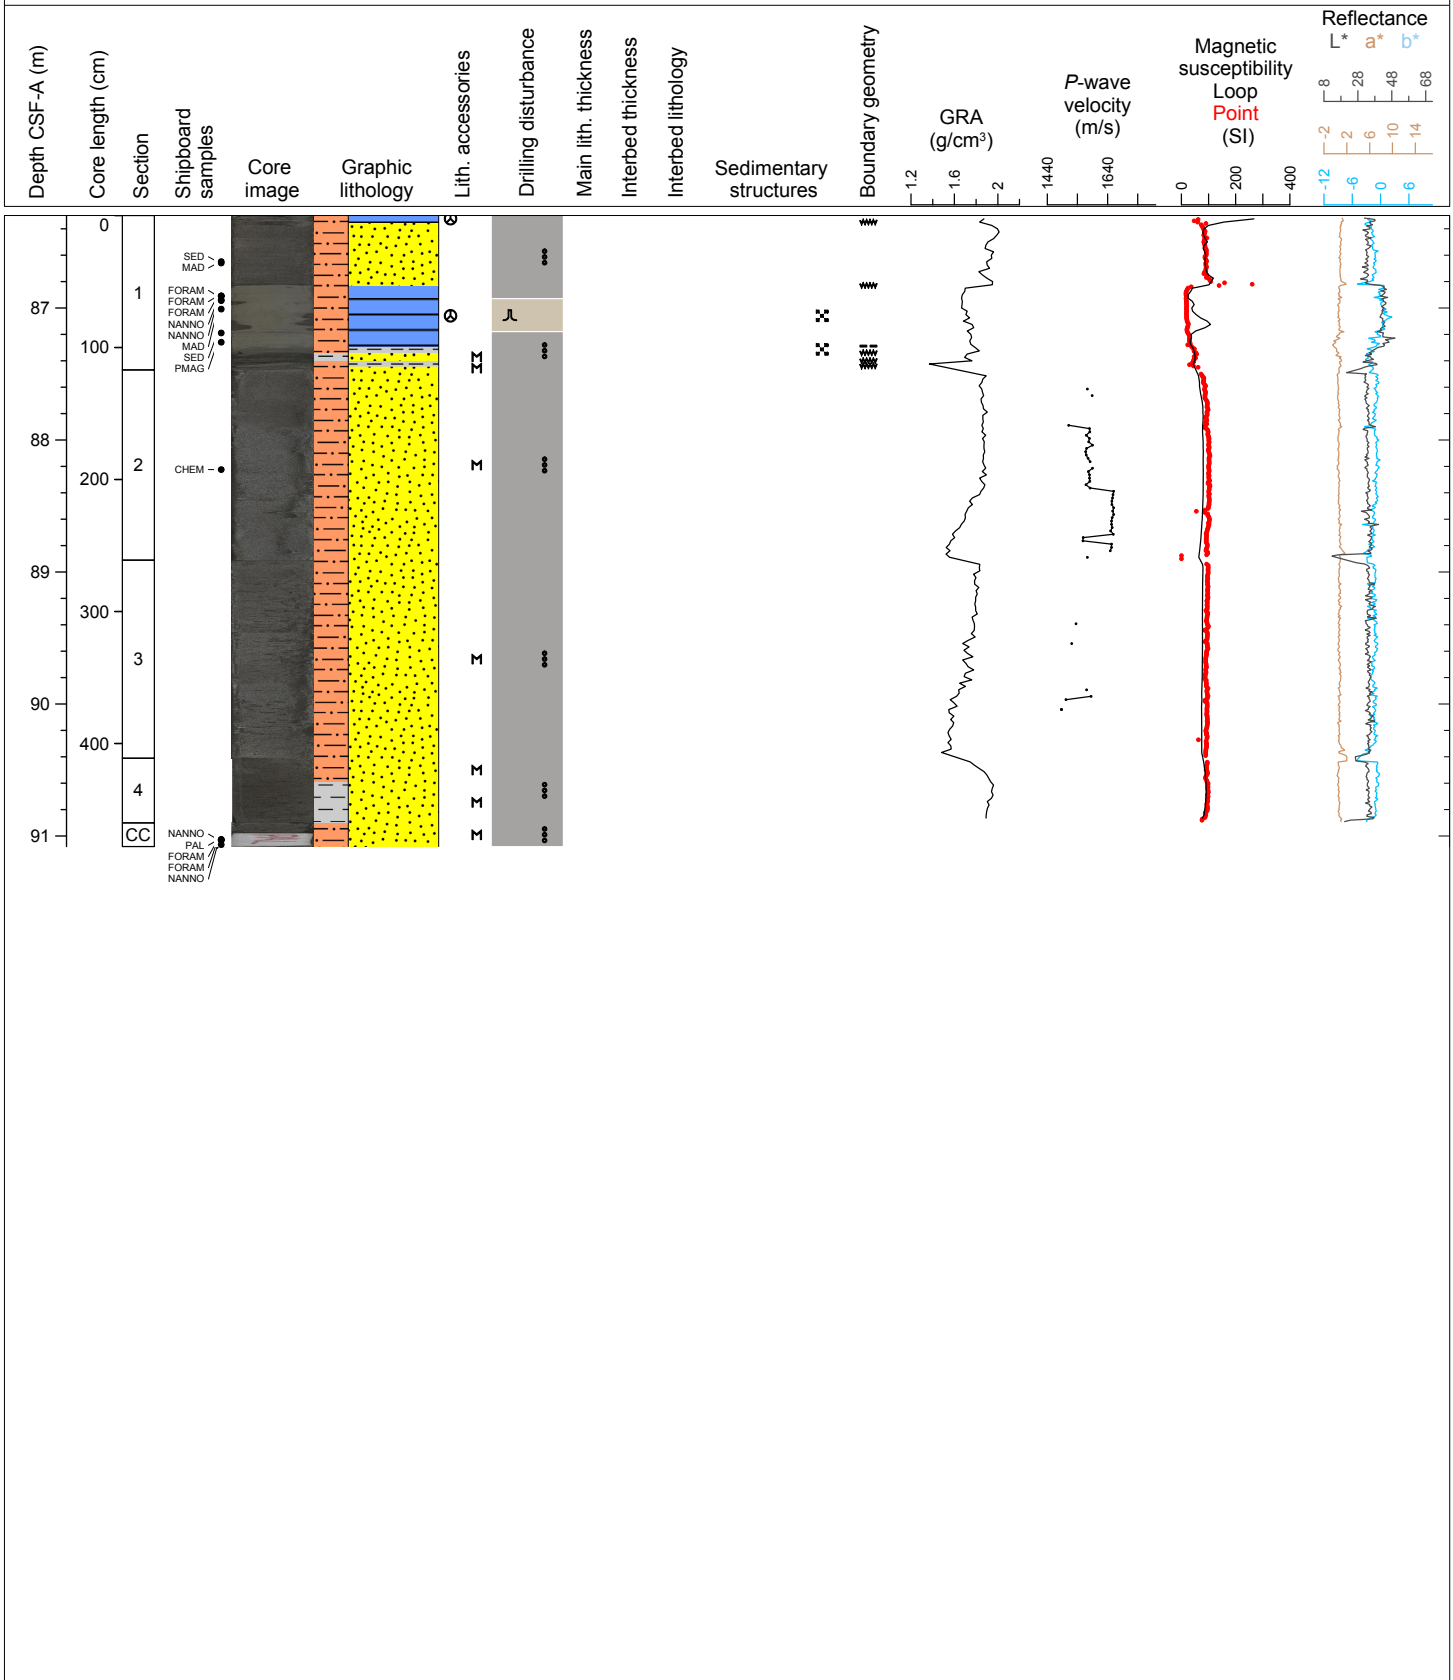 Depth CSF-A (m)
Core length (cm)
Section
Shipboard
samples
Core
image
Graphic
lithology
Lith. accessories
Drilling disturbance
Main lith. thickness
Interbed thickness
Interbed lithology
Sedimentary
structures
Boundary geometry
GRA
(g/cm³)
1.2
1.6
2
P-wave
velocity
(m/s)
1440
1640
Magnetic
susceptibility
Loop
Point
(SI)
0
200
400
Reflectance
L* a* b*
8
28
48
68
-2
2
6
10
14
-12
-6
0
6
87
88
89
90
91
0
100
200
300
400
1
2
3
4
CC
SED
MAD
FORAM
FORAM
FORAM
NANNO
NANNO
MAD
SED
PMAG
CHEM
NANNO
PAL
FORAM
FORAM
NANNO
M
M
M
M
M
M
M